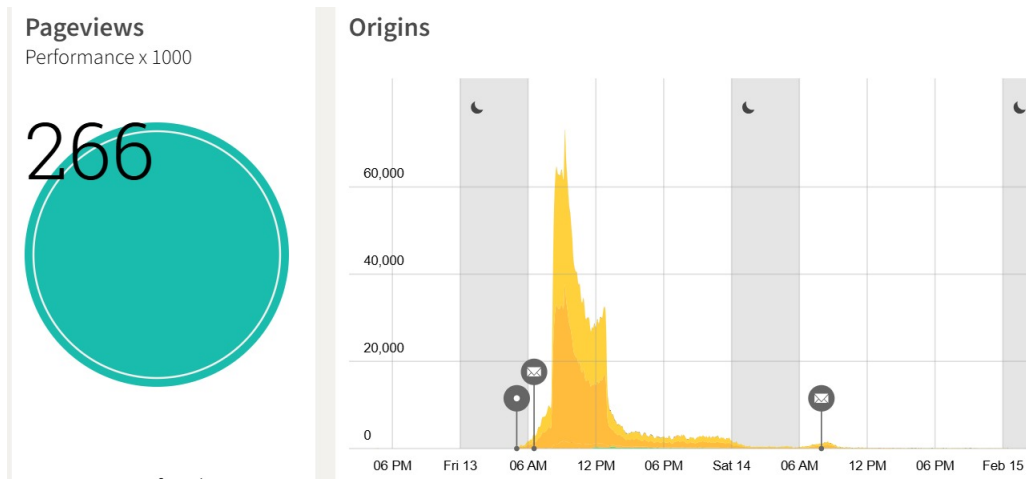 Pageviews
Performance x 1000
266
Origins
60,000
40,000
20,000
0
06 PM Fri 13 06 AM 12 PM 06 PM Sat 14 06 AM 12 PM 06 PM Feb 15